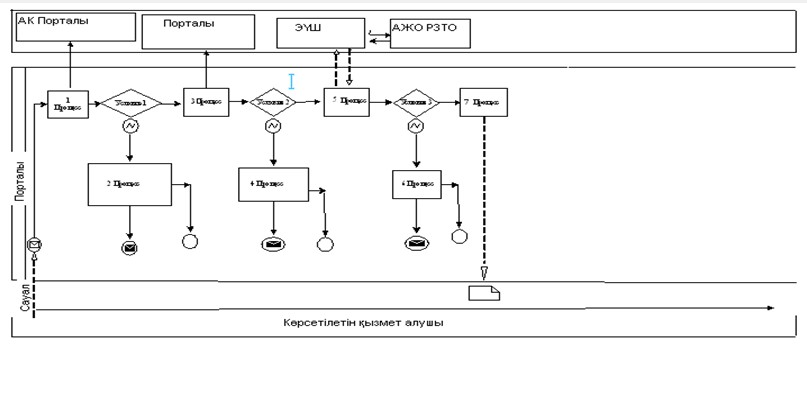 АК Порталы
Порталы
ЭҮШ
АЖО РЗТО
1
Процесс
Условие 1
3 Процесс
Условие 2
5 Процесс
Условие 3
7 Процесс
2 Процесс
4 Процесс
6 Процесс
Порталы
Сауал
Көрсетілетін қызмет алушы